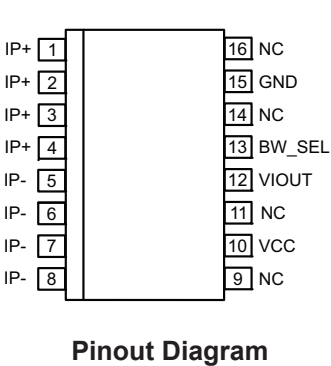 IP+ 1 16 NC
IP+ 2 15 GND
IP+ 3 14 NC
IP+ 4 13 BW_SEL
IP- 5 12 VIOUT
IP- 6 11 NC
IP- 7 10 VCC
IP- 8 9 NC
Pinout Diagram